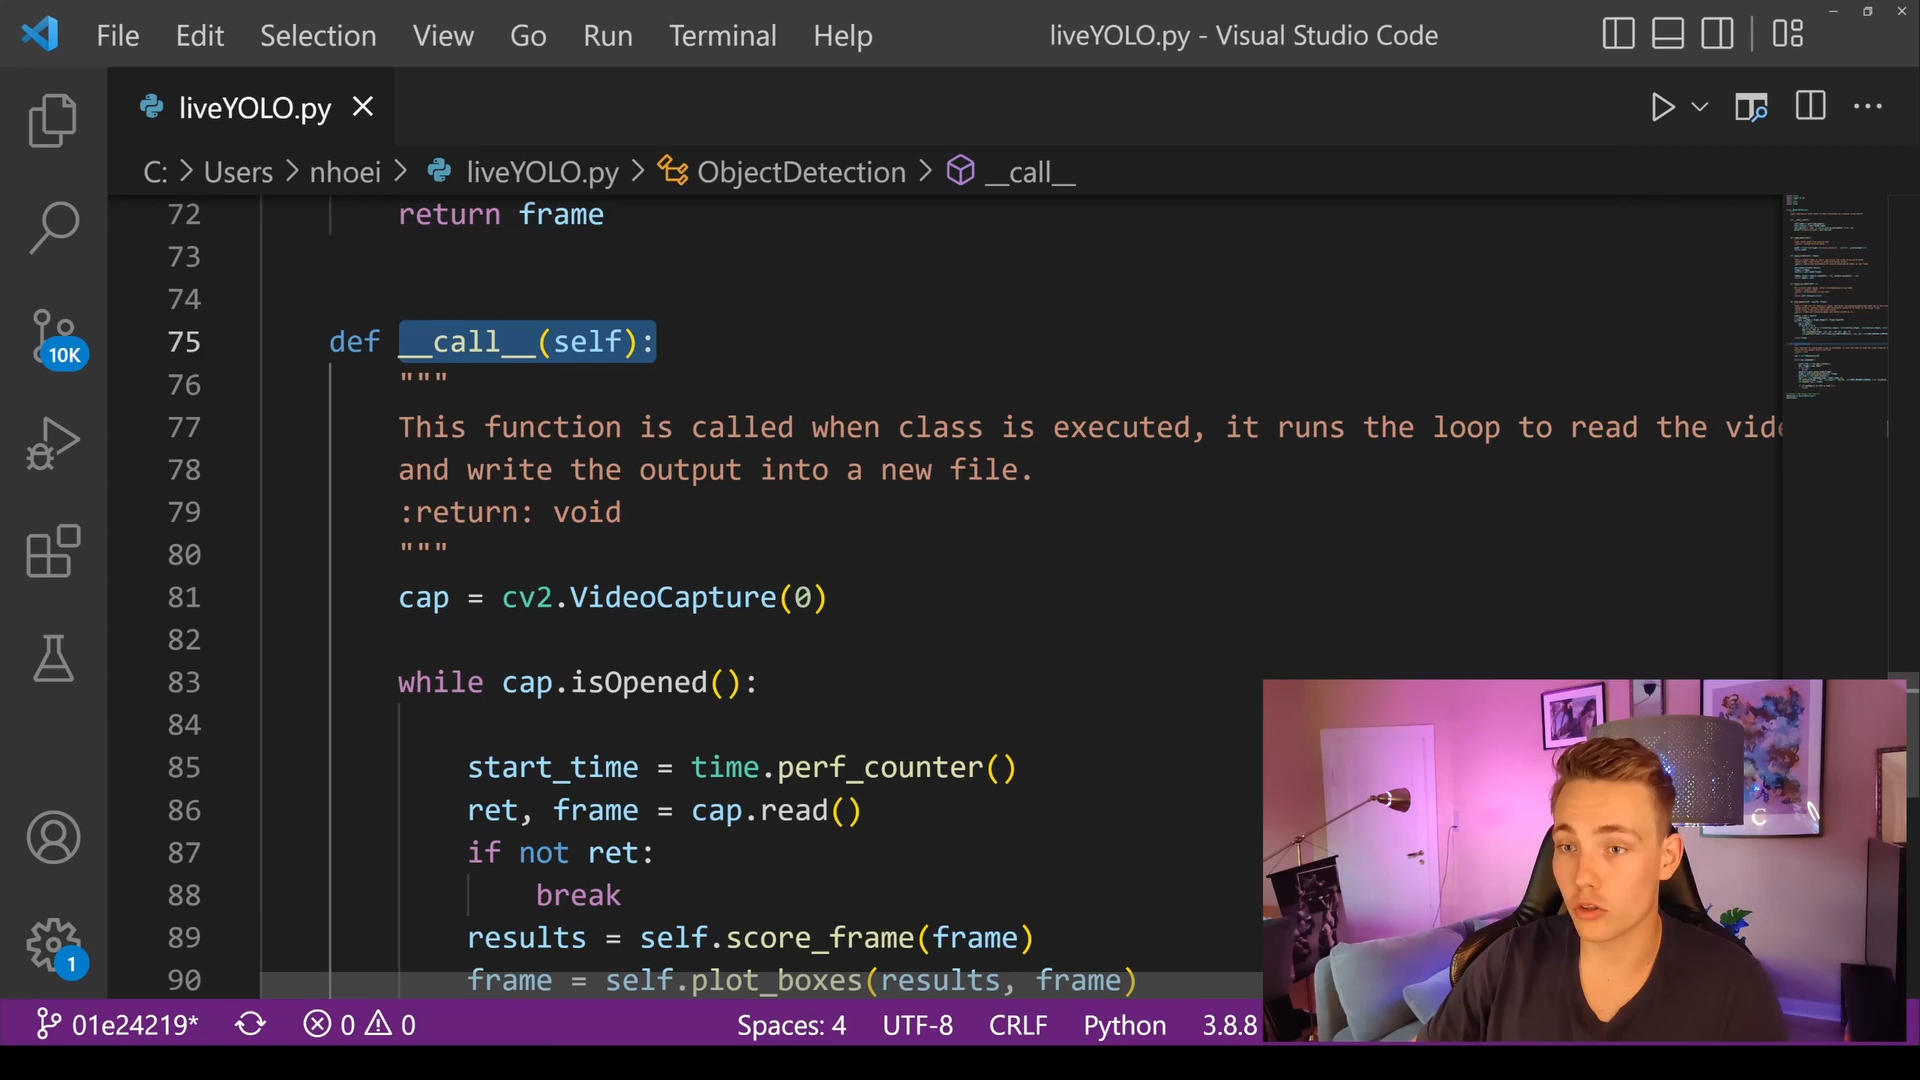 File Edit Selection View Go Run Terminal Help liveYOLO.py - Visual Studio Code
liveYOLO.py
C: > Users > nhoei > liveYOLO.py > ObjectDetection > __call__
72 return frame
73
74
75 def __call__(self):
76 """
77 This function is called when class is executed, it runs the loop to read the vide
78 and write the output into a new file.
79 :return: void
80 """
81 cap = cv2.VideoCapture(0)
82
83 while cap.isOpened():
84
85 start_time = time.perf_counter()
86 ret, frame = cap.read()
87 if not ret:
88 break
89 results = self.score_frame(frame)
90 frame = self.plot_boxes(results, frame)
10K
1
01e24219* 0 0 Spaces: 4 UTF-8 CRLF Python 3.8.8